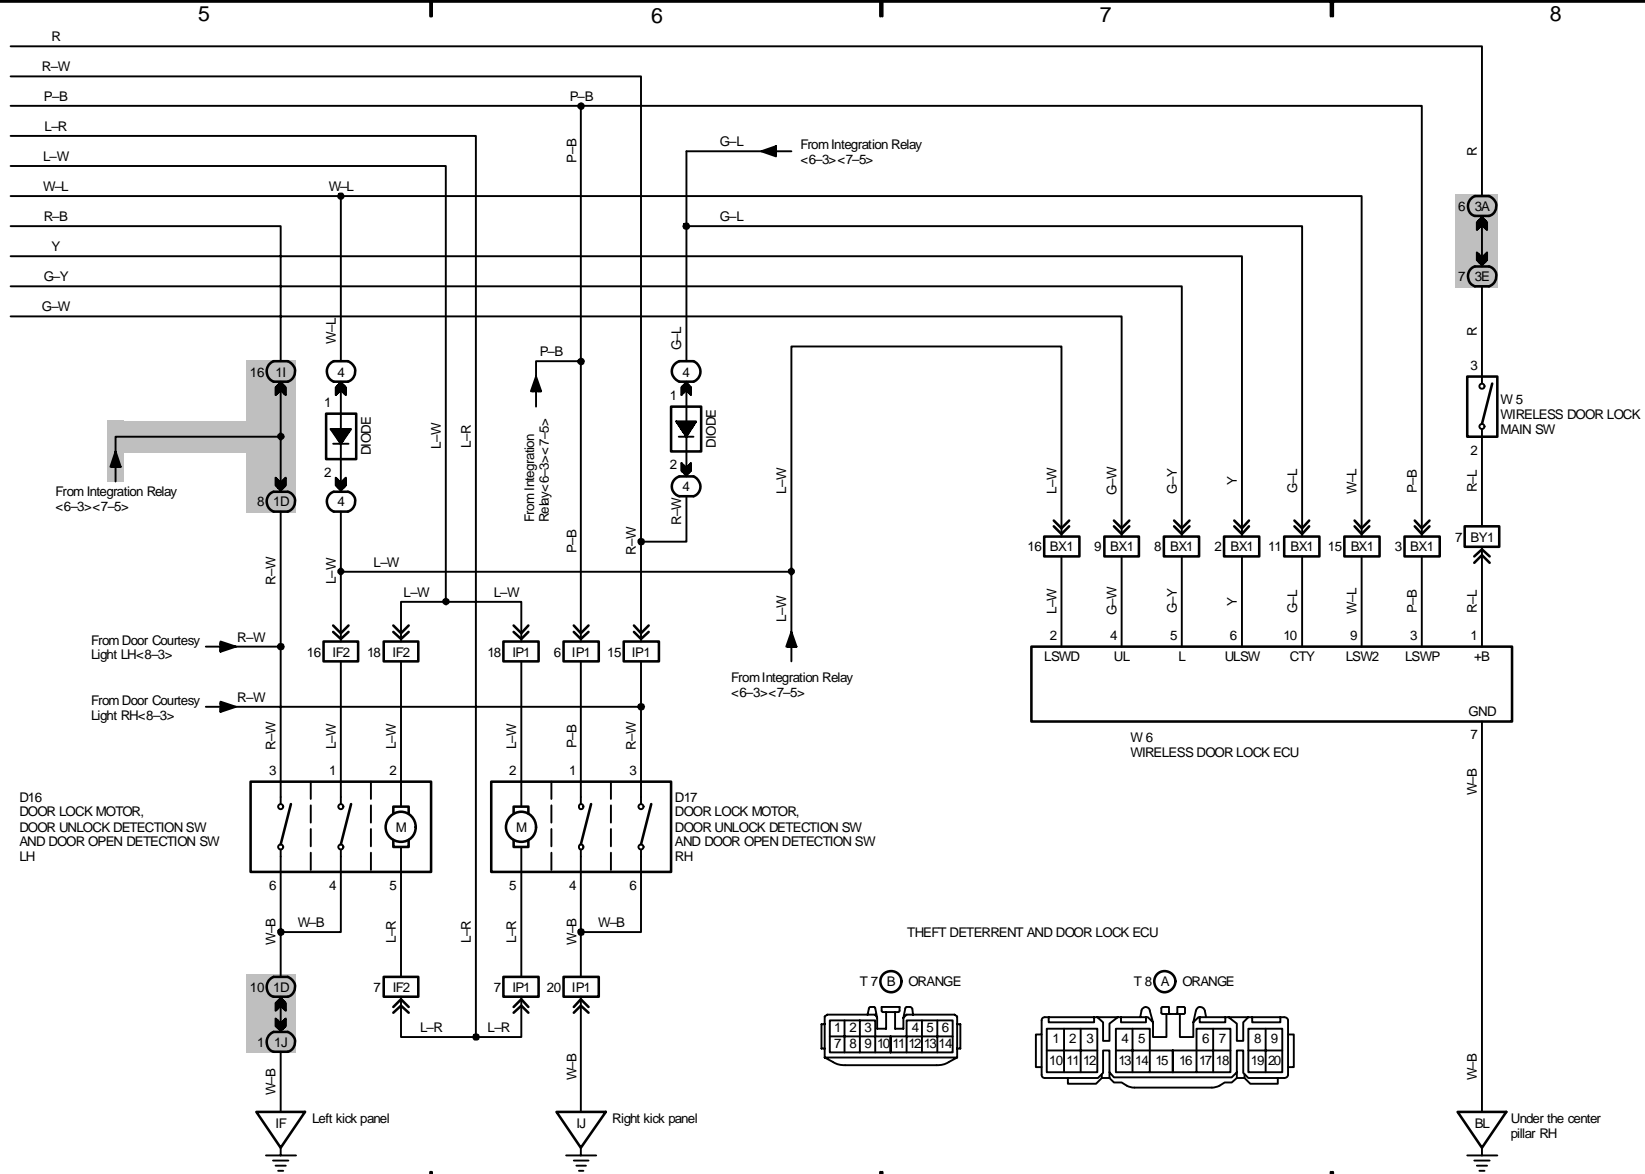 5
6
7
8
R
R–W
P–B
P–B
L–R
L–W
W–L
W–L
R–B
Y
G–Y
G–W
P–B
G–L
From Integration Relay
<6–3><7–5>
G–L
R
6 3A
7 3E
R
3
W 5
WIRELESS DOOR LOCK
MAIN SW
2
R–L
7 BY1
R–L
W–L
G–L
P–B
16 1I
4
1
DIODE
2
4
8 1D
From Integration Relay
<6–3><7–5>
L–W
L–R
From Integration
Relay<6–3><7–5>
4
1
DIODE
2
4
R–W
R–W
P–B
L–W
L–W
G–W
G–Y
Y
G–L
W–L
P–B
16 BX1
9 BX1
8 BX1
2 BX1
11 BX1
15 BX1
3 BX1
L–W
G–W
G–Y
Y
G–L
W–L
P–B
R–W
L–W
L–W
L–W
L–W
L–W
From Door Courtesy
Light LH<8–3>
R–W
From Door Courtesy
Light RH<8–3>
R–W
16 IF2
18 IF2
18 IP1
6 IP1
15 IP1
From Integration Relay
<6–3><7–5>
2 4 5 6 10 9 3 1
LSWD UL L ULSW CTY LSW2 LSWP +B
GND
7
W 6
WIRELESS DOOR LOCK ECU
R–W
L–W
L–W
L–W
P–B
R–W
3 1 2
2 1 3
D16
DOOR LOCK MOTOR,
DOOR UNLOCK DETECTION SW
AND DOOR OPEN DETECTION SW
LH
M
M
D17
DOOR LOCK MOTOR,
DOOR UNLOCK DETECTION SW
AND DOOR OPEN DETECTION SW
RH
W–B
6 4 5
5 4 6
W–B
W–B
L–R
L–R
L–R
W–B
W–B
10 1D
1 1J
7 IF2
7 IP1
20 IP1
L–R
L–R
W–B
W–B
W–B
IF
Left kick panel
IJ
Right kick panel
BL
Under the center
pillar RH
THEFT DETERRENT AND DOOR LOCK ECU
T 7 B ORANGE
1 2 3 4 5 6
7 8 9 10 11 12 13 14
T 8 A ORANGE
1 2 3 4 5 6 7 8 9
10 11 12 13 14 15 16 17 18 19 20